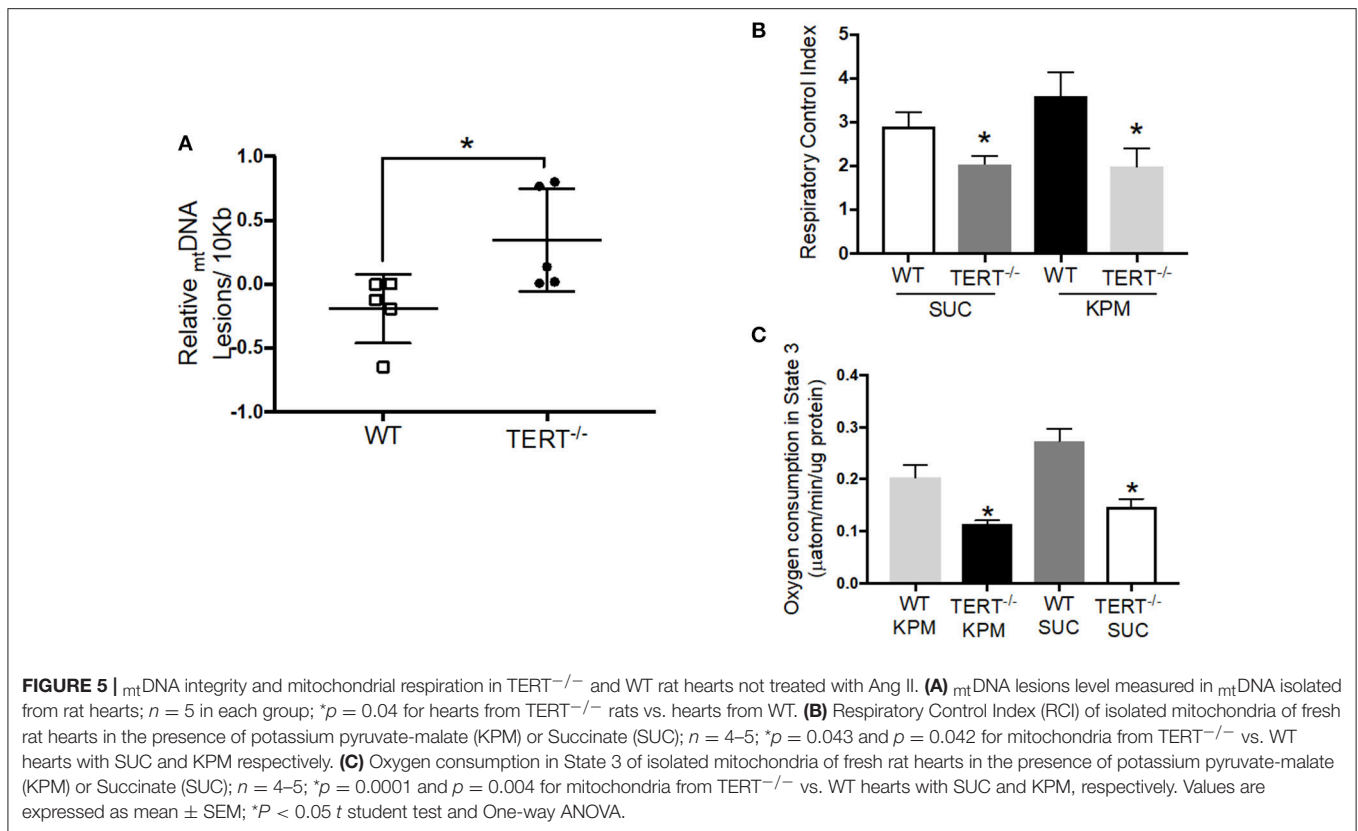 A
*
Relative mtDNA
Lesions/ 10Kb
1.0
0.5
0.0
-0.5
-1.0
WT
TERT−/−
B
Respiratory Control Index
5
4
3
2
1
0
*
*
WT
TERT−/−
WT
TERT−/−
SUC
KPM
C
Oxygen consumption in State 3
(μatom/min/ug protein)
0.4
0.3
0.2
0.1
0.0
*
*
WT
KPM
TERT−/−
KPM
WT
SUC
TERT−/−
SUC
FIGURE 5 | mtDNA integrity and mitochondrial respiration in TERT−/− and WT rat hearts not treated with Ang II. (A) mtDNA lesions level measured in mtDNA isolated
from rat hearts; n = 5 in each group; *p = 0.04 for hearts from TERT−/− rats vs. hearts from WT. (B) Respiratory Control Index (RCI) of isolated mitochondria of fresh
rat hearts in the presence of potassium pyruvate-malate (KPM) or Succinate (SUC); n = 4–5; *p = 0.043 and p = 0.042 for mitochondria from TERT−/− vs. WT
hearts with SUC and KPM respectively. (C) Oxygen consumption in State 3 of isolated mitochondria of fresh rat hearts in the presence of potassium pyruvate-malate
(KPM) or Succinate (SUC); n = 4–5; *p = 0.0001 and p = 0.004 for mitochondria from TERT−/− vs. WT hearts with SUC and KPM, respectively. Values are
expressed as mean ± SEM; *P < 0.05 t student test and One-way ANOVA.